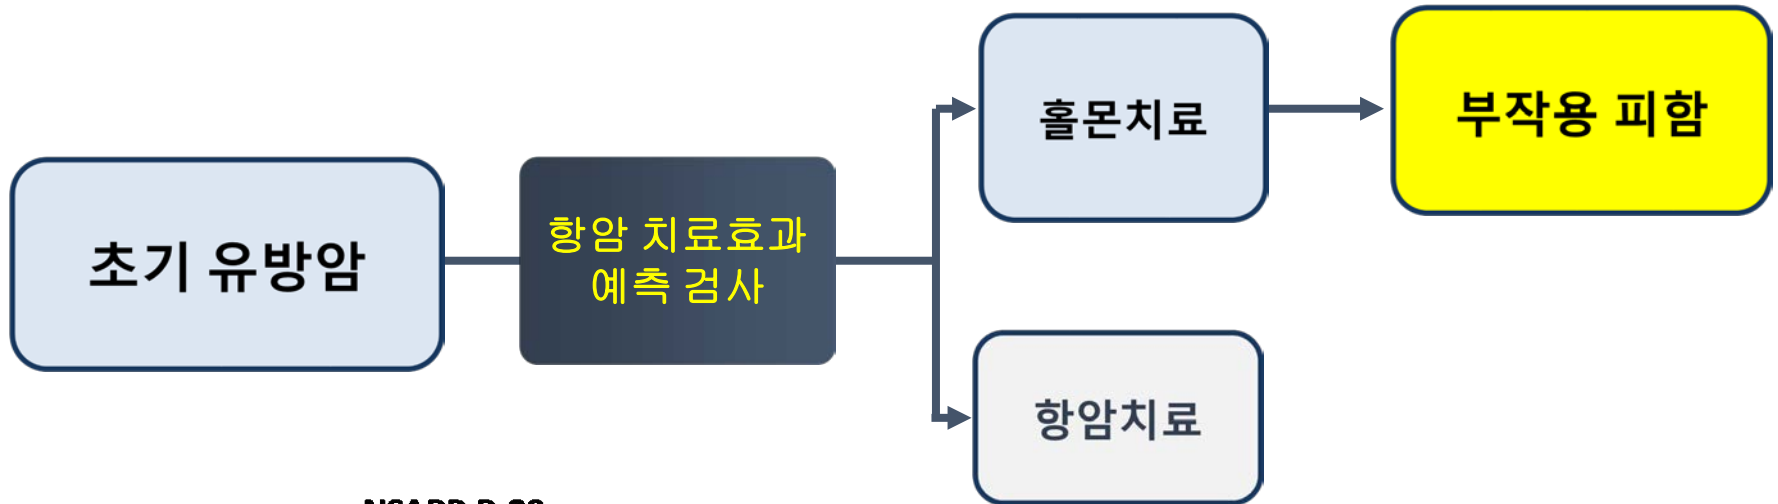 초기 유방암
항암 치료효과
예측 검사
홀몬치료
부작용 피함
항암치료